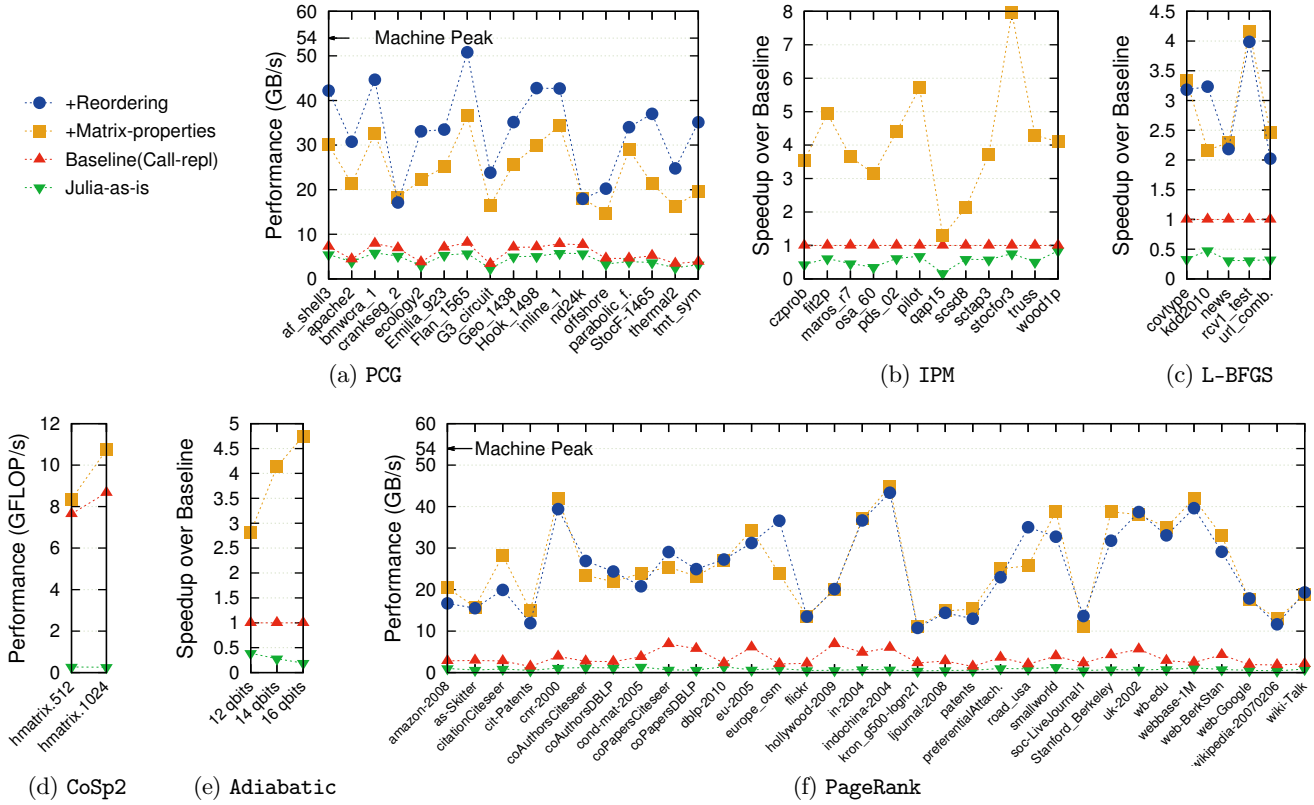 +Reordering
+Matrix-properties
Baseline(Call-repl)
Julia-as-is
Performance (GB/s)
60
54
50
40
30
20
10
0
Machine Peak
af_shell3
apache2
bmwcra_1
crankseg_2
ecology2
Emilia_923
Flan_1565
G3_circuit
Geo_1438
Hook_1498
inline_1
nd24k
offshore
parabolic_f.
StocF-1465
thermal2
tmt_sym
(a) PCG
Speedup over Baseline
8
7
6
5
4
3
2
1
0
czprob
fit2p
maros_r7
osa_60
pds_02
pilot
qap15
scsd8
sctap3
stocfor3
truss
wood1p
(b) IPM
Speedup over Baseline
4.5
4
3.5
3
2.5
2
1.5
1
0.5
0
covtype
kdd2010
news
rcv1_test
url_comb.
(c) L-BFGS
Performance (GFLOP/s)
12
10
8
6
4
2
0
hmatrix.512
hmatrix.1024
(d) CoSp2
Speedup over Baseline
5
4.5
4
3.5
3
2.5
2
1.5
1
0.5
0
12 qbits
14 qbits
16 qbits
(e) Adiabatic
Performance (GB/s)
60
54
50
40
30
20
10
0
Machine Peak
amazon-2008
as-Skitter
citationCiteseer
cit-Patents
cnr-2000
coAuthorsCiteseer
coAuthorsDBLP
cond-mat-2005
coPapersCiteseer
coPapersDBLP
dblp-2010
eu-2005
europe_osm
flickr
hollywood-2009
in-2004
indochina-2004
kron_g500-logn21
ljournal-2008
patents
preferentialAttach.
road_usa
smallworld
soc-LiveJournal1
Stanford_Berkeley
uk-2002
wb-edu
webbase-1M
web-BerkStan
web-Google
wikipedia-20070206
wiki-Talk
(f) PageRank